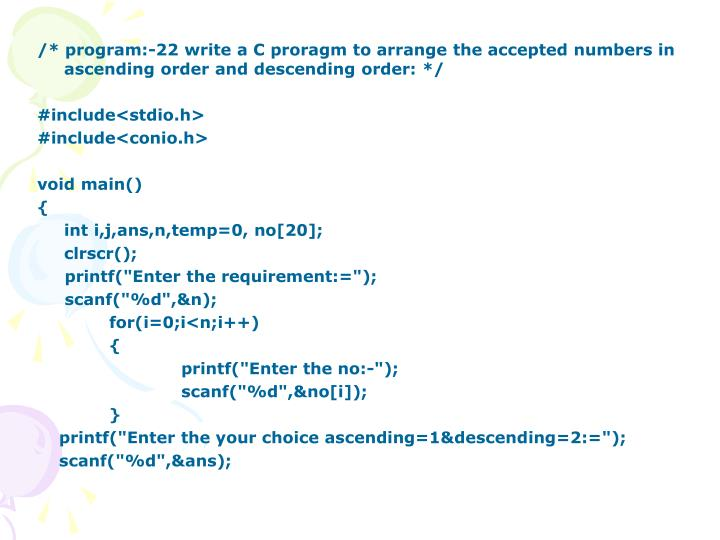 /* program:-22 write a C proragm to arrange the accepted numbers in
ascending order and descending order: */
#include<stdio.h>
#include<conio.h>
void main()
{
int i,j,ans,n,temp=0, no[20];
clrscr();
printf("Enter the requirement:=");
scanf("%d",&n);
for(i=0;i<n;i++)
{
printf("Enter the no:-");
scanf("%d",&no[i]);
}
printf("Enter the your choice ascending=1&descending=2:=");
scanf("%d",&ans);